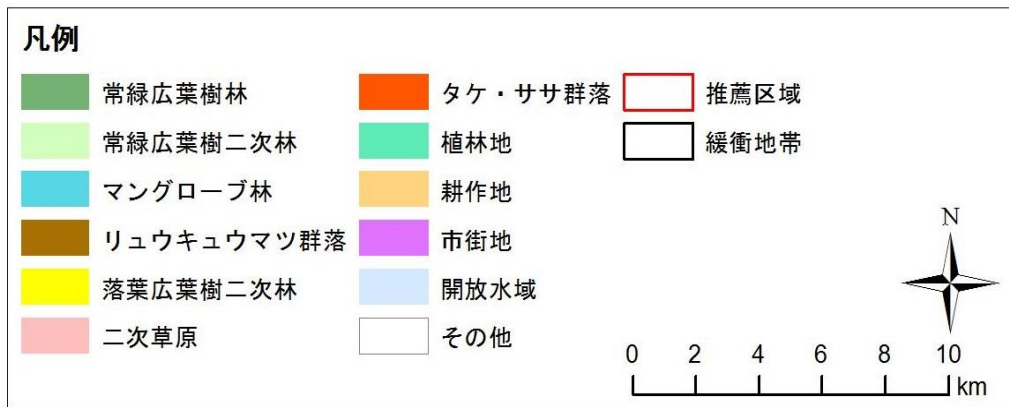 凡例
常緑広葉樹林
常緑広葉樹二次林
マングローブ林
リュウキュウマツ群落
落葉広葉樹二次林
二次草原
タケ・ササ群落
植林地
耕作地
市街地
開放水域
その他
推薦区域
緩衝地帯
N
0 2 4 6 8 10
km